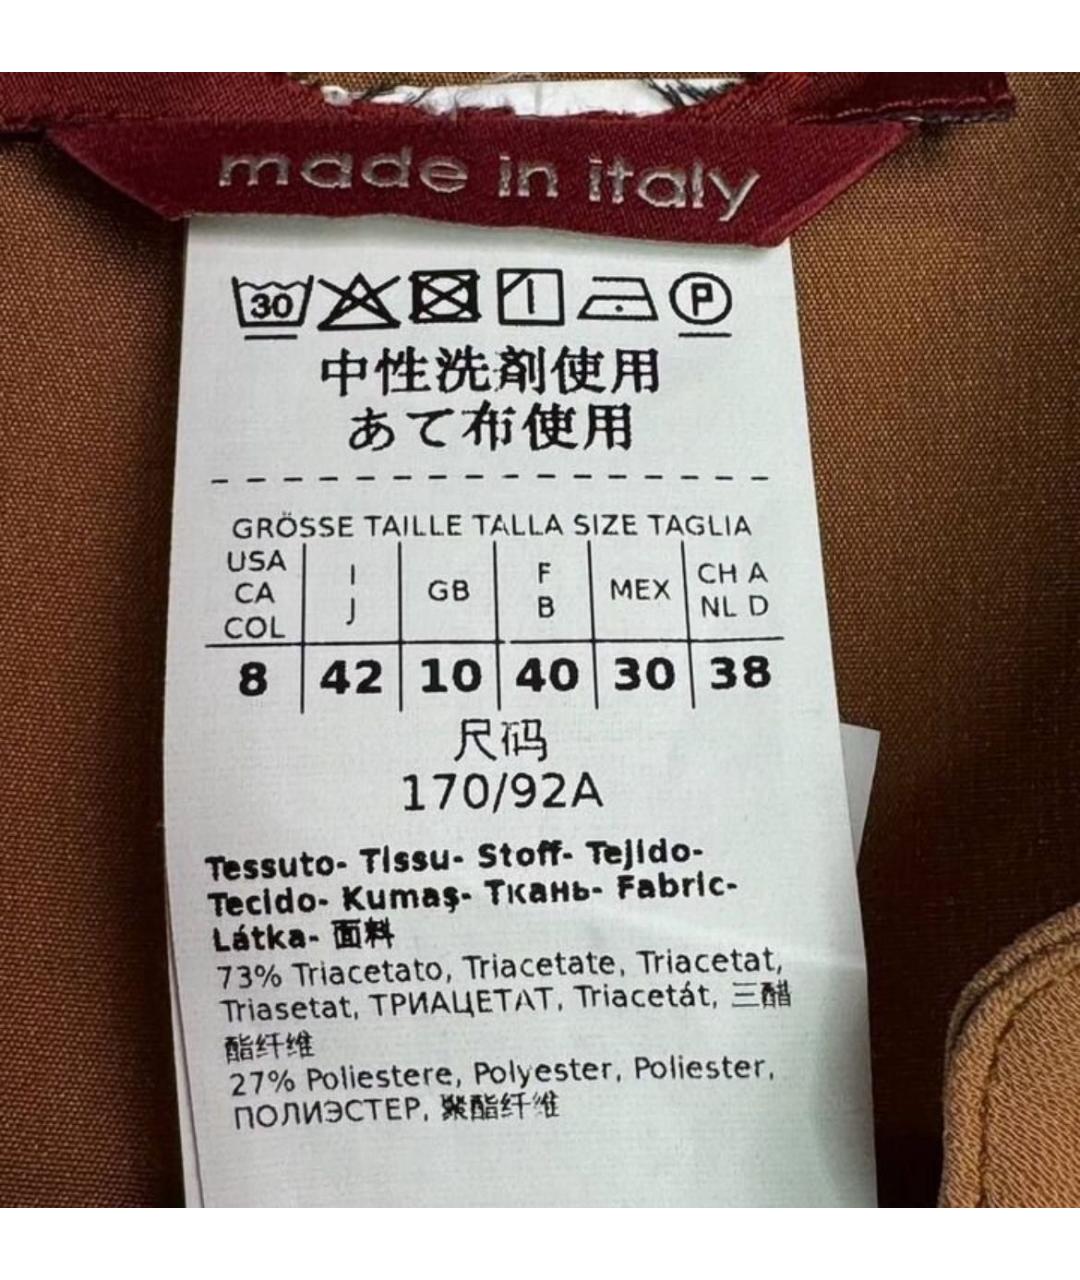 made in italy
30 P
中性洗剤使用
あて布使用
GRÖSSE TAILLE TALLA SIZE TAGLIA
USA CA COL I J GB F B MEX CH A NL D
8 42 10 40 30 38
尺码
170/92A
Tessuto- Tissu- Stoff- Tejido-
Tecido- Kumaş- Ткань- Fabric-
Látka- 面料
73% Triacetato, Triacetate, Triacetat,
Triasetat, ТРИАЦЕТАТ, Triacetát, 三醋
酯纤维
27% Poliestere, Polyester, Poliester,
ПОЛИЭСТЕР, 聚酯纤维